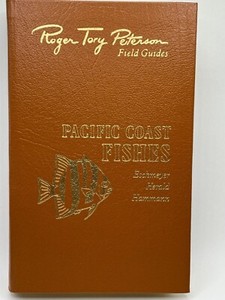 Roger Tory Peterson
Field Guides
PACIFIC COAST
FISHES
Eschmeyer
Herald
Hammann